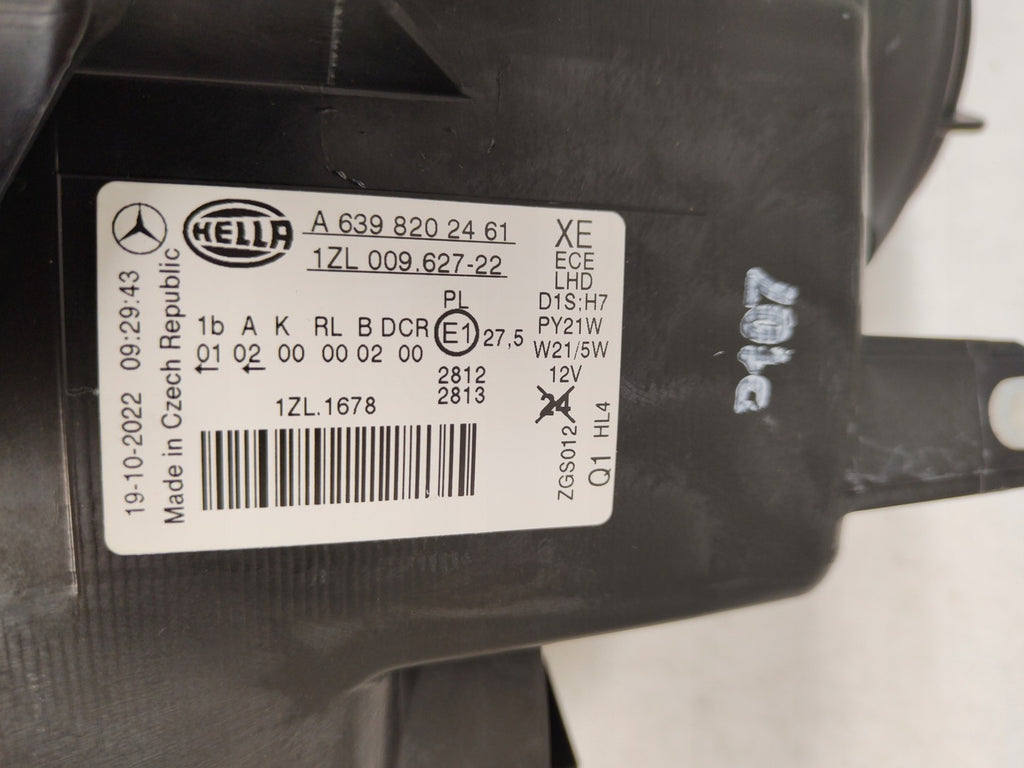 HELLA
A 639 820 24 61
1ZL 009.627-22
XE
ECE
LHD
D1S;H7
PY21W
W21/5W
12V
24
PL
E1
27,5
2812
2813
1b A K RL B DCR
01 02 00 00 02 00
1ZL.1678
19-10-2022 09:29:43
Made in Czech Republic
ZGS012
Q1 HL4